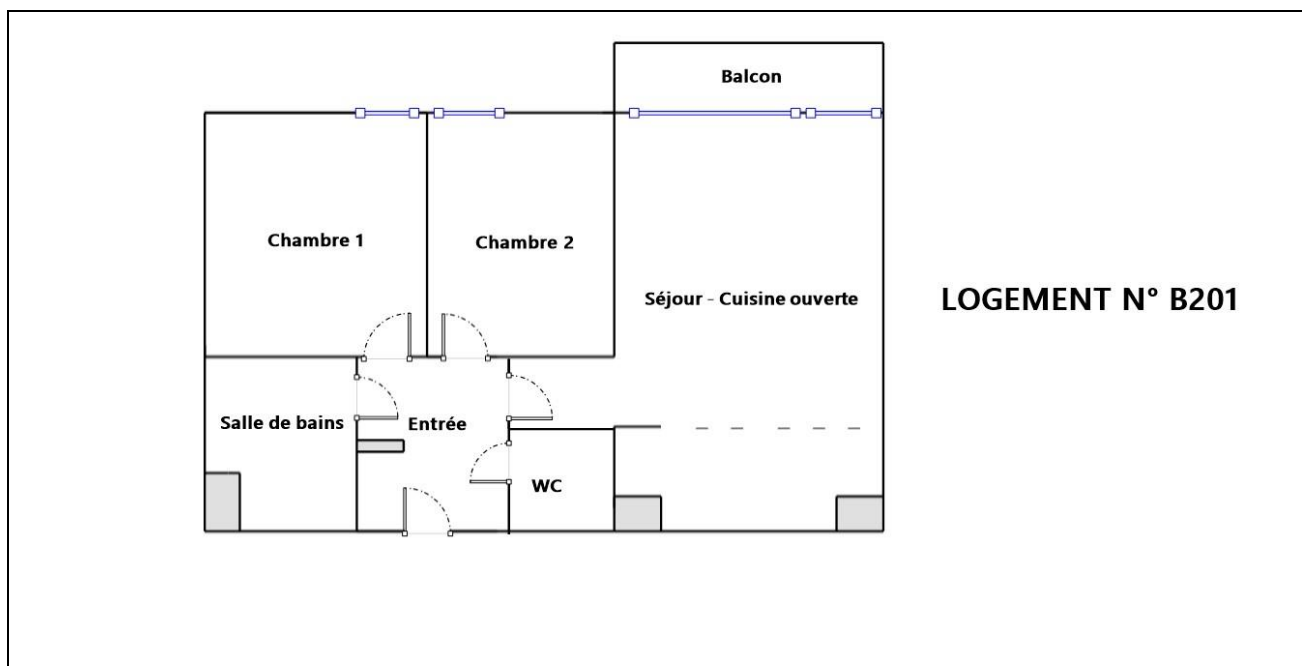 Balcon
Chambre 1
Chambre 2
Séjour - Cuisine ouverte
LOGEMENT N° B201
Salle de bains
Entrée
WC